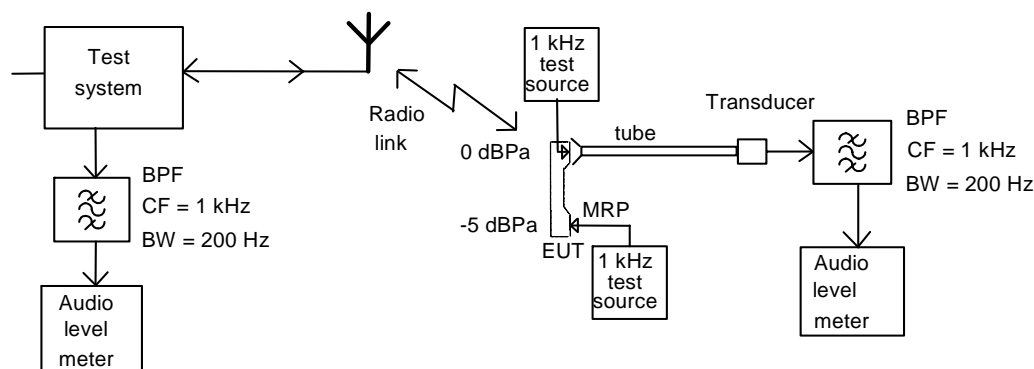 Test
system
BPF
CF = 1 kHz
BW = 200 Hz
Audio
level
meter
Radio
link
1 kHz
test
source
0 dBPa
tube
Transducer
BPF
CF = 1 kHz
BW = 200 Hz
-5 dBPa
MRP
EUT
1 kHz
test
source
Audio
level
meter